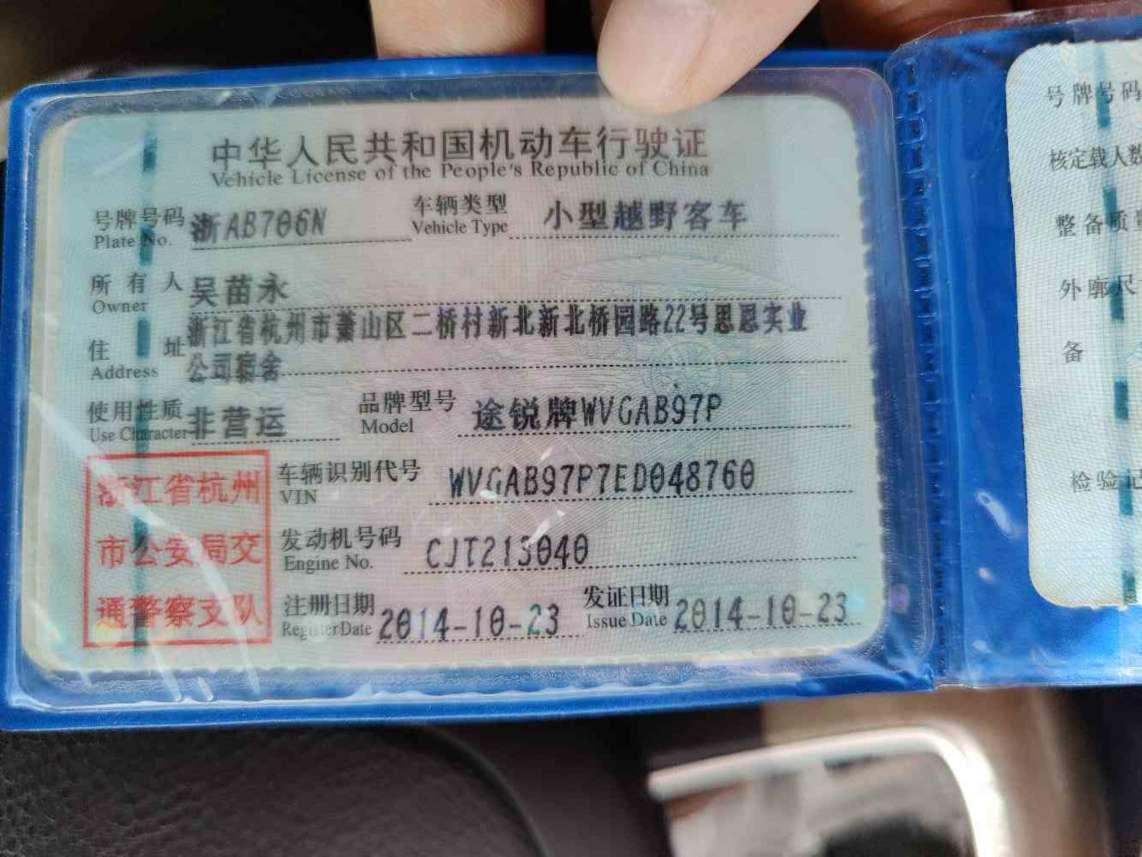 中华人民共和国机动车行驶证
Vehicle License of the People's Republic of China
号牌号码 浙AB706N 车辆类型 小型越野客车
Plate No. Vehicle Type
所有人 吴苗永
Owner
住址 浙江省杭州市萧山区二桥村新北新北桥园路22号思恩实业
Address 公司宿舍
使用性质 非营运 品牌型号 途锐牌WVGAB97P
Use Character Model
浙江省杭州
市公安局交
通警察支队
车辆识别代号 WVGAB97P7ED048760
VIN
发动机号码 CJT213040
Engine No.
注册日期 2014-10-23 发证日期 2014-10-23
Register Date Issue Date
号牌号码
核定载人数
整备质
外廓尺
备
检验记